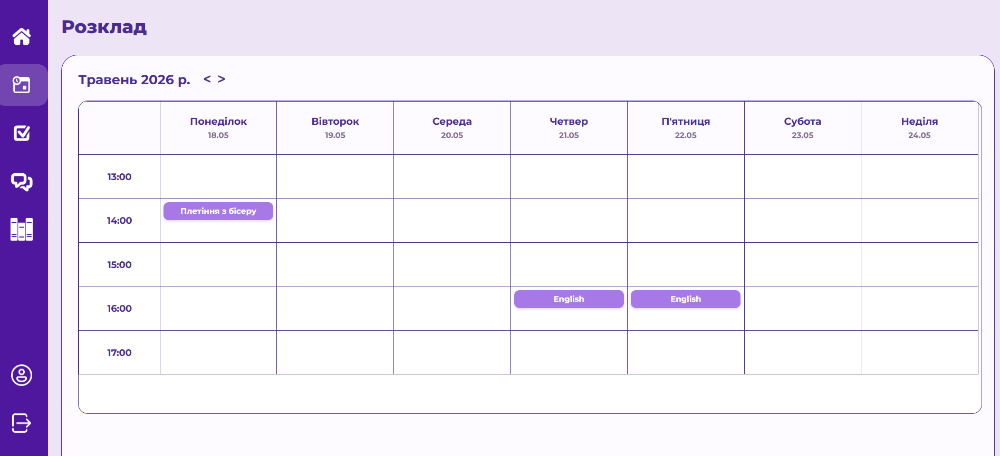 Розклад
Травень 2026 р. < >
Понеділок Вівторок Середа Четвер П'ятниця Субота Неділя
18.05 19.05 20.05 21.05 22.05 23.05 24.05
13:00
14:00 Плетіння з бісеру
15:00
16:00 English English
17:00